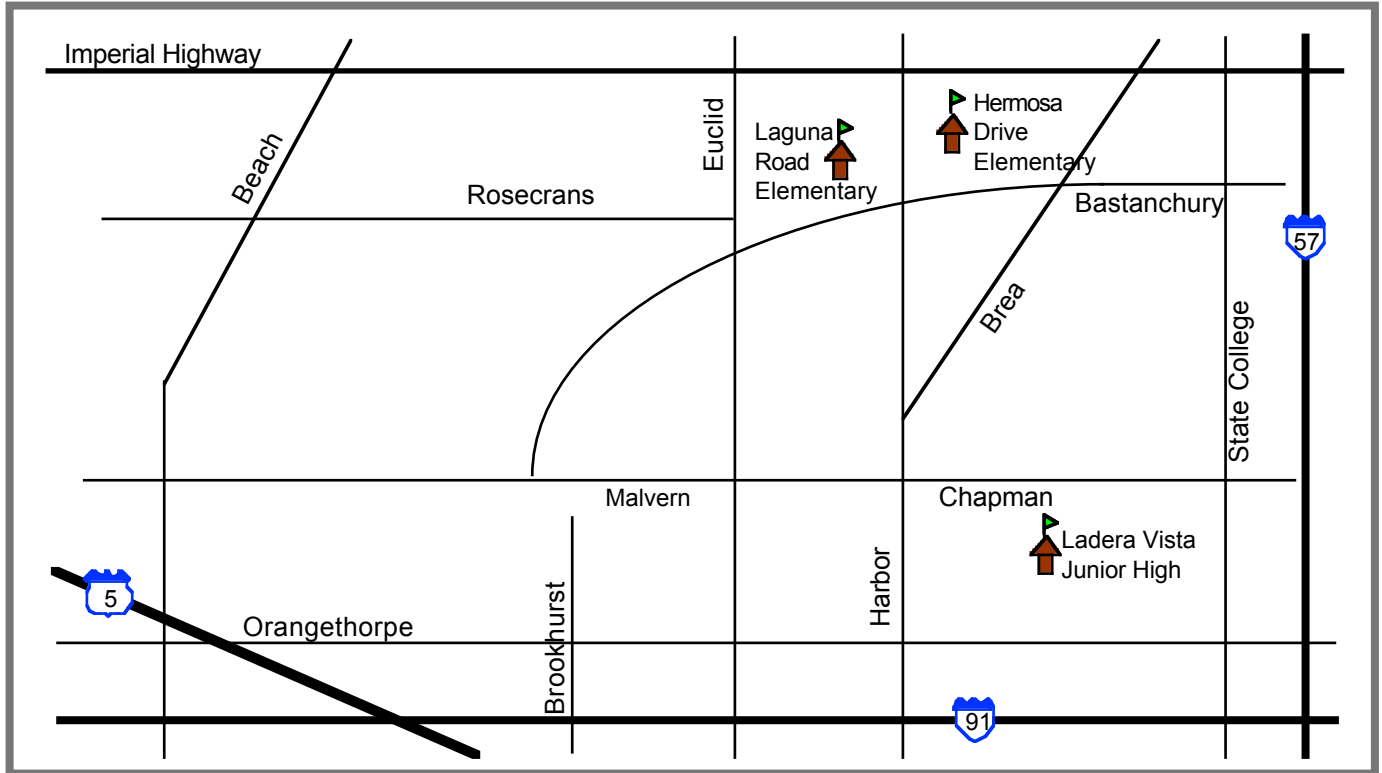 Imperial Highway
Beach
Euclid
Laguna
Road
Elementary
Hermosa
Drive
Elementary
Rosecrans
Bastanchury
57
Brea
State College
Malvern
Chapman
Ladera Vista
Junior High
Harbor
5
Orangethorpe
Brookhurst
91